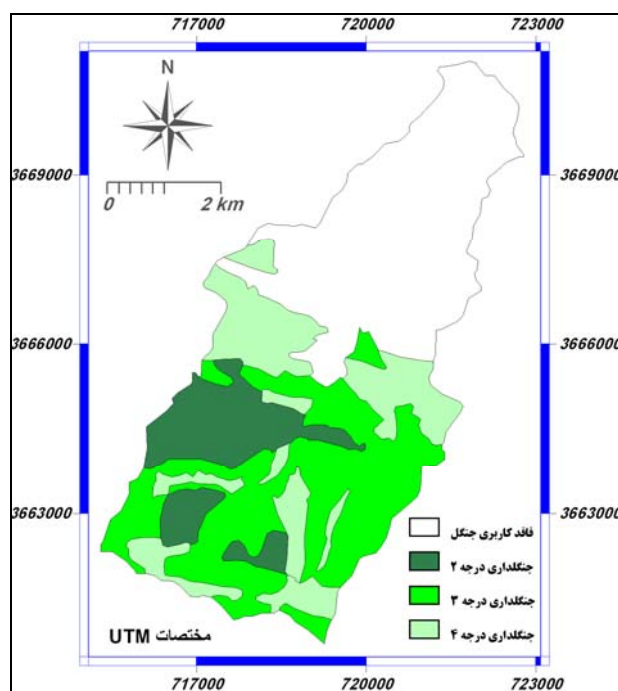 717000 720000 723000
N
0 2 km
3669000 3669000
3666000 3666000
3663000 3663000
فاقد کاربری جنگل
جنگلداری درجه ۲
جنگلداری درجه ۳
جنگلداری درجه ۴
مختصات UTM
717000 720000 723000